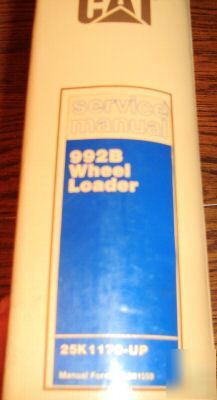 CAT
service
manual
992B
Wheel
Loader
25K1170-UP
Manual Form